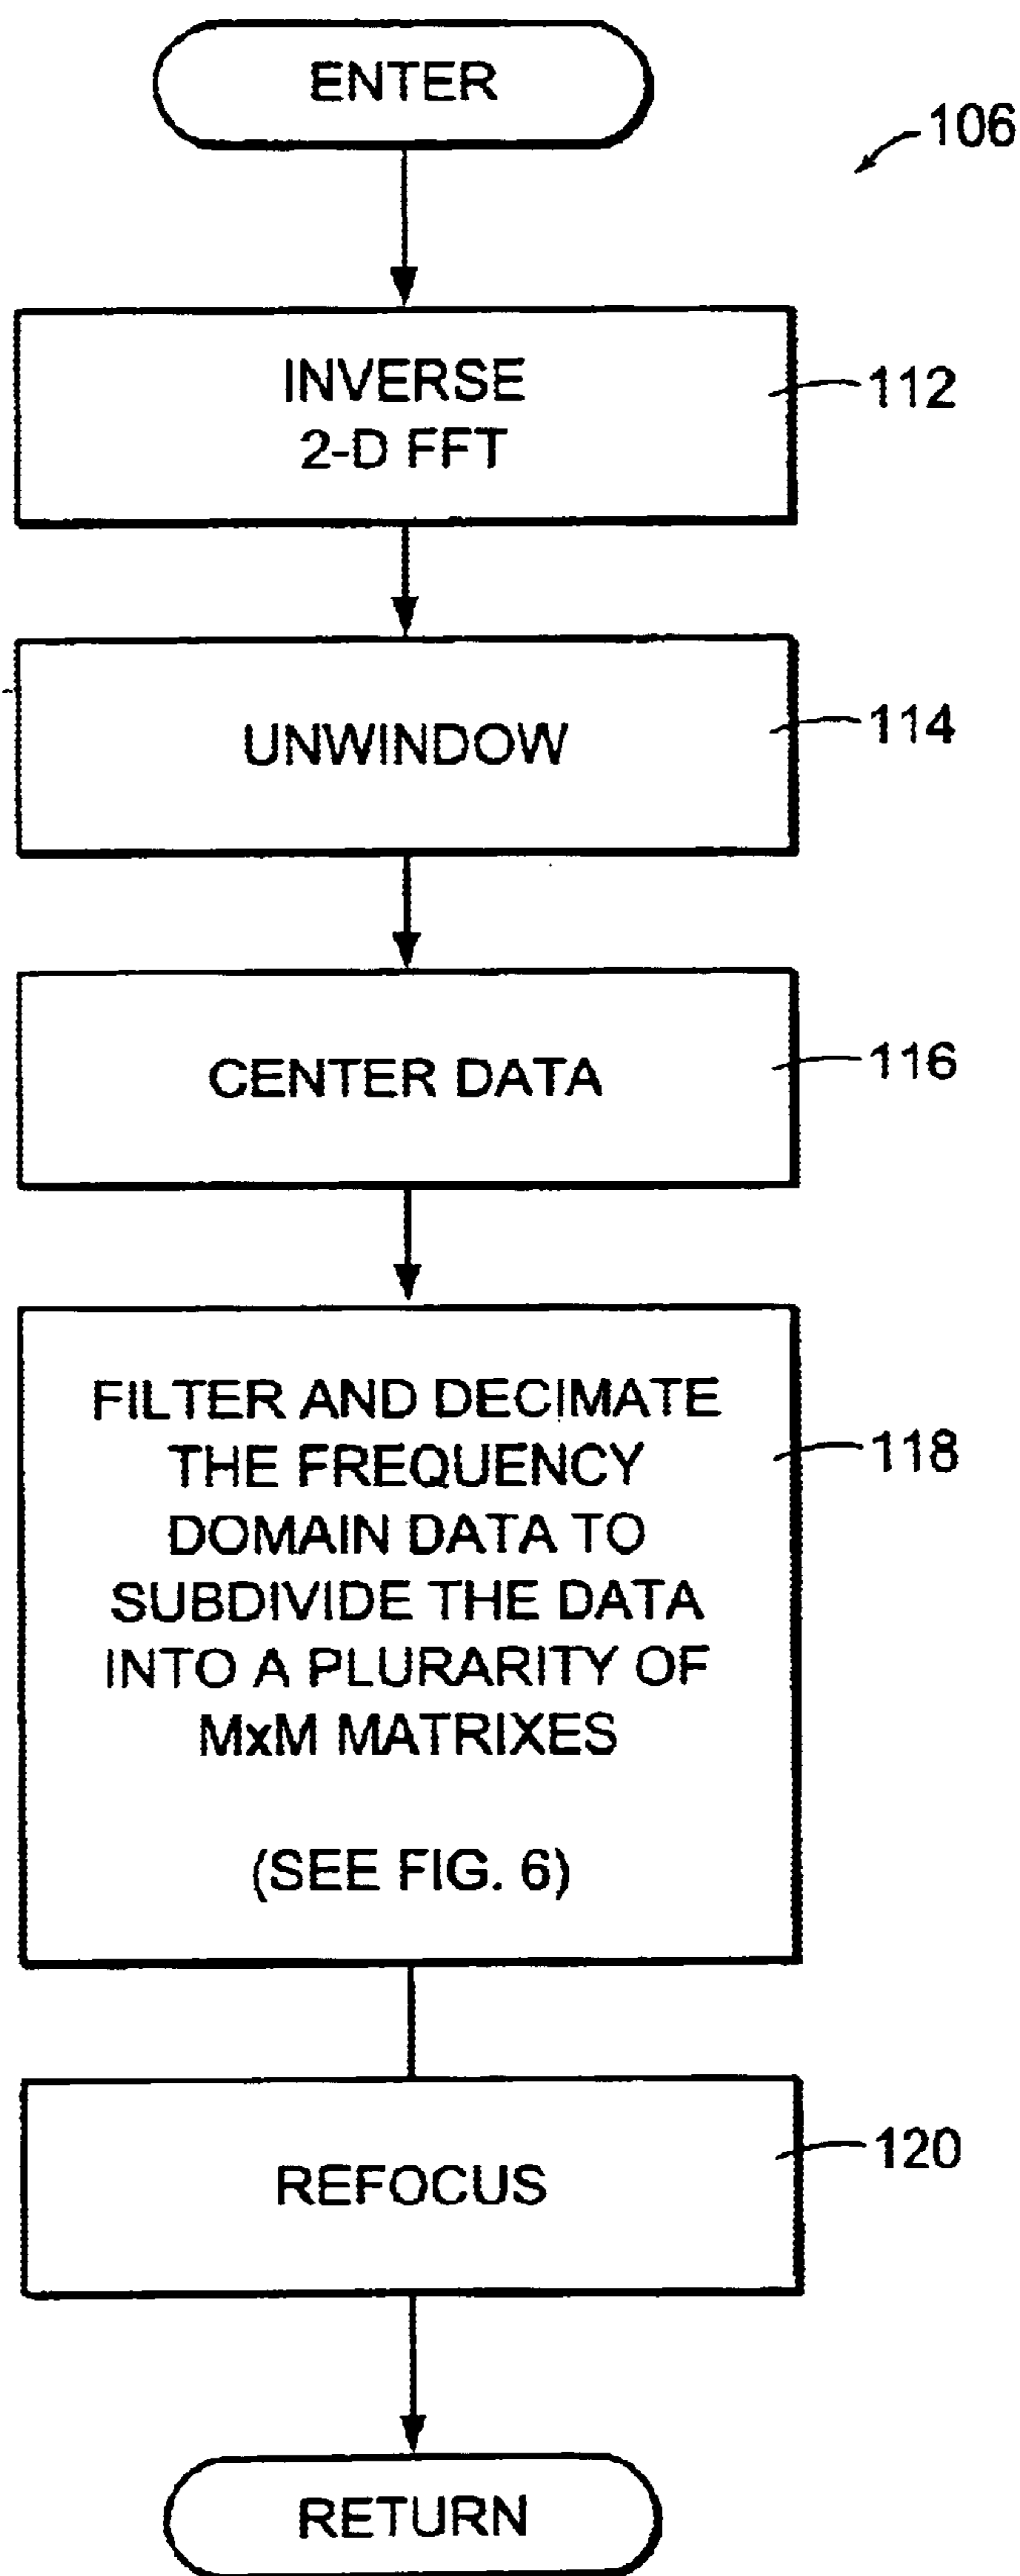 ENTER
106
INVERSE
2-D FFT
112
UNWINDOW
114
CENTER DATA
116
FILTER AND DECIMATE
THE FREQUENCY
DOMAIN DATA TO
SUBDIVIDE THE DATA
INTO A PLURARITY OF
MxM MATRIXES
(SEE FIG. 6)
118
REFOCUS
120
RETURN